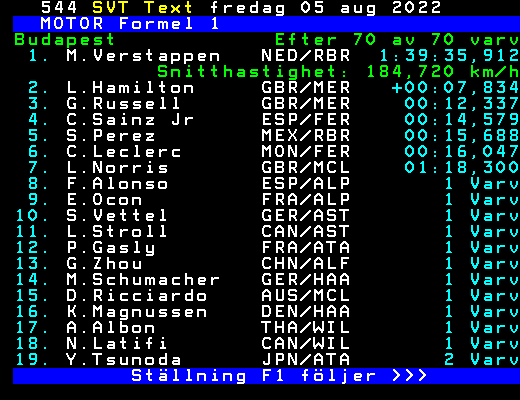 544 SVT Text fredag 05 aug 2022
MOTOR Formel 1
Budapest Efter 70 av 70 varv
1. M.Verstappen NED/RBR 1:39:35,912
Snitthastighet: 184,720 km/h
2. L.Hamilton GBR/MER +00:07,834
3. G.Russell GBR/MER 00:12,337
4. C.Sainz Jr ESP/FER 00:14,579
5. S.Perez MEX/RBR 00:15,688
6. C.Leclerc MON/FER 00:16,047
7. L.Norris GBR/MCL 01:18,300
8. F.Alonso ESP/ALP 1 Varv
9. E.Ocon FRA/ALP 1 Varv
10. S.Vettel GER/AST 1 Varv
11. L.Stroll CAN/AST 1 Varv
12. P.Gasly FRA/ATA 1 Varv
13. G.Zhou CHN/ALF 1 Varv
14. M.Schumacher GER/HAA 1 Varv
15. D.Ricciardo AUS/MCL 1 Varv
16. K.Magnussen DEN/HAA 1 Varv
17. A.Albon THA/WIL 1 Varv
18. N.Latifi CAN/WIL 1 Varv
19. Y.Tsunoda JPN/ATA 2 Varv
Ställning F1 följer >>>